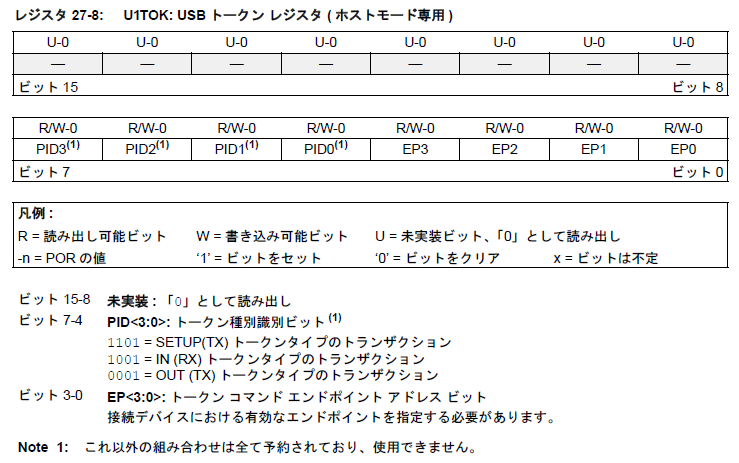 レジスタ 27-8: U1TOK: USB トークン レジスタ ( ホストモード専用 )
U-0 U-0 U-0 U-0 U-0 U-0 U-0 U-0
— — — — — — — —
ビット 15 ビット 8
R/W-0 R/W-0 R/W-0 R/W-0 R/W-0 R/W-0 R/W-0 R/W-0
PID3(1) PID2(1) PID1(1) PID0(1) EP3 EP2 EP1 EP0
ビット 7 ビット 0
凡例 :
R = 読み出し可能ビット W = 書き込み可能ビット U = 未実装ビット、「0」として読み出し
-n = POR の値 ‘1’ = ビットをセット ‘0’ = ビットをクリア x = ビットは不定
ビット 15-8 未実装 : 「0」として読み出し
ビット 7-4 PID<3:0>: トークン種別識別ビット (1)
1101 = SETUP(TX) トークンタイプのトランザクション
1001 = IN (RX) トークンタイプのトランザクション
0001 = OUT (TX) トークンタイプのトランザクション
ビット 3-0 EP<3:0>: トークン コマンド エンドポイント アドレス ビット
接続デバイスにおける有効なエンドポイントを指定する必要があります。
Note 1: これ以外の組み合わせは全て予約されており、使用できません。